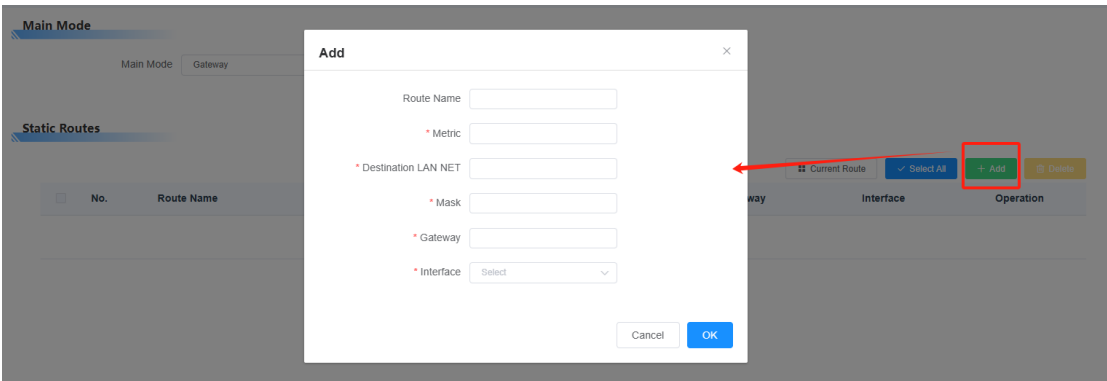 Main Mode
Main Mode Gateway
Static Routes
Current Route Select All + Add Delete
No. Route Name way Interface Operation
Add
Route Name
* Metric
* Destination LAN NET
* Mask
* Gateway
* Interface Select
Cancel OK